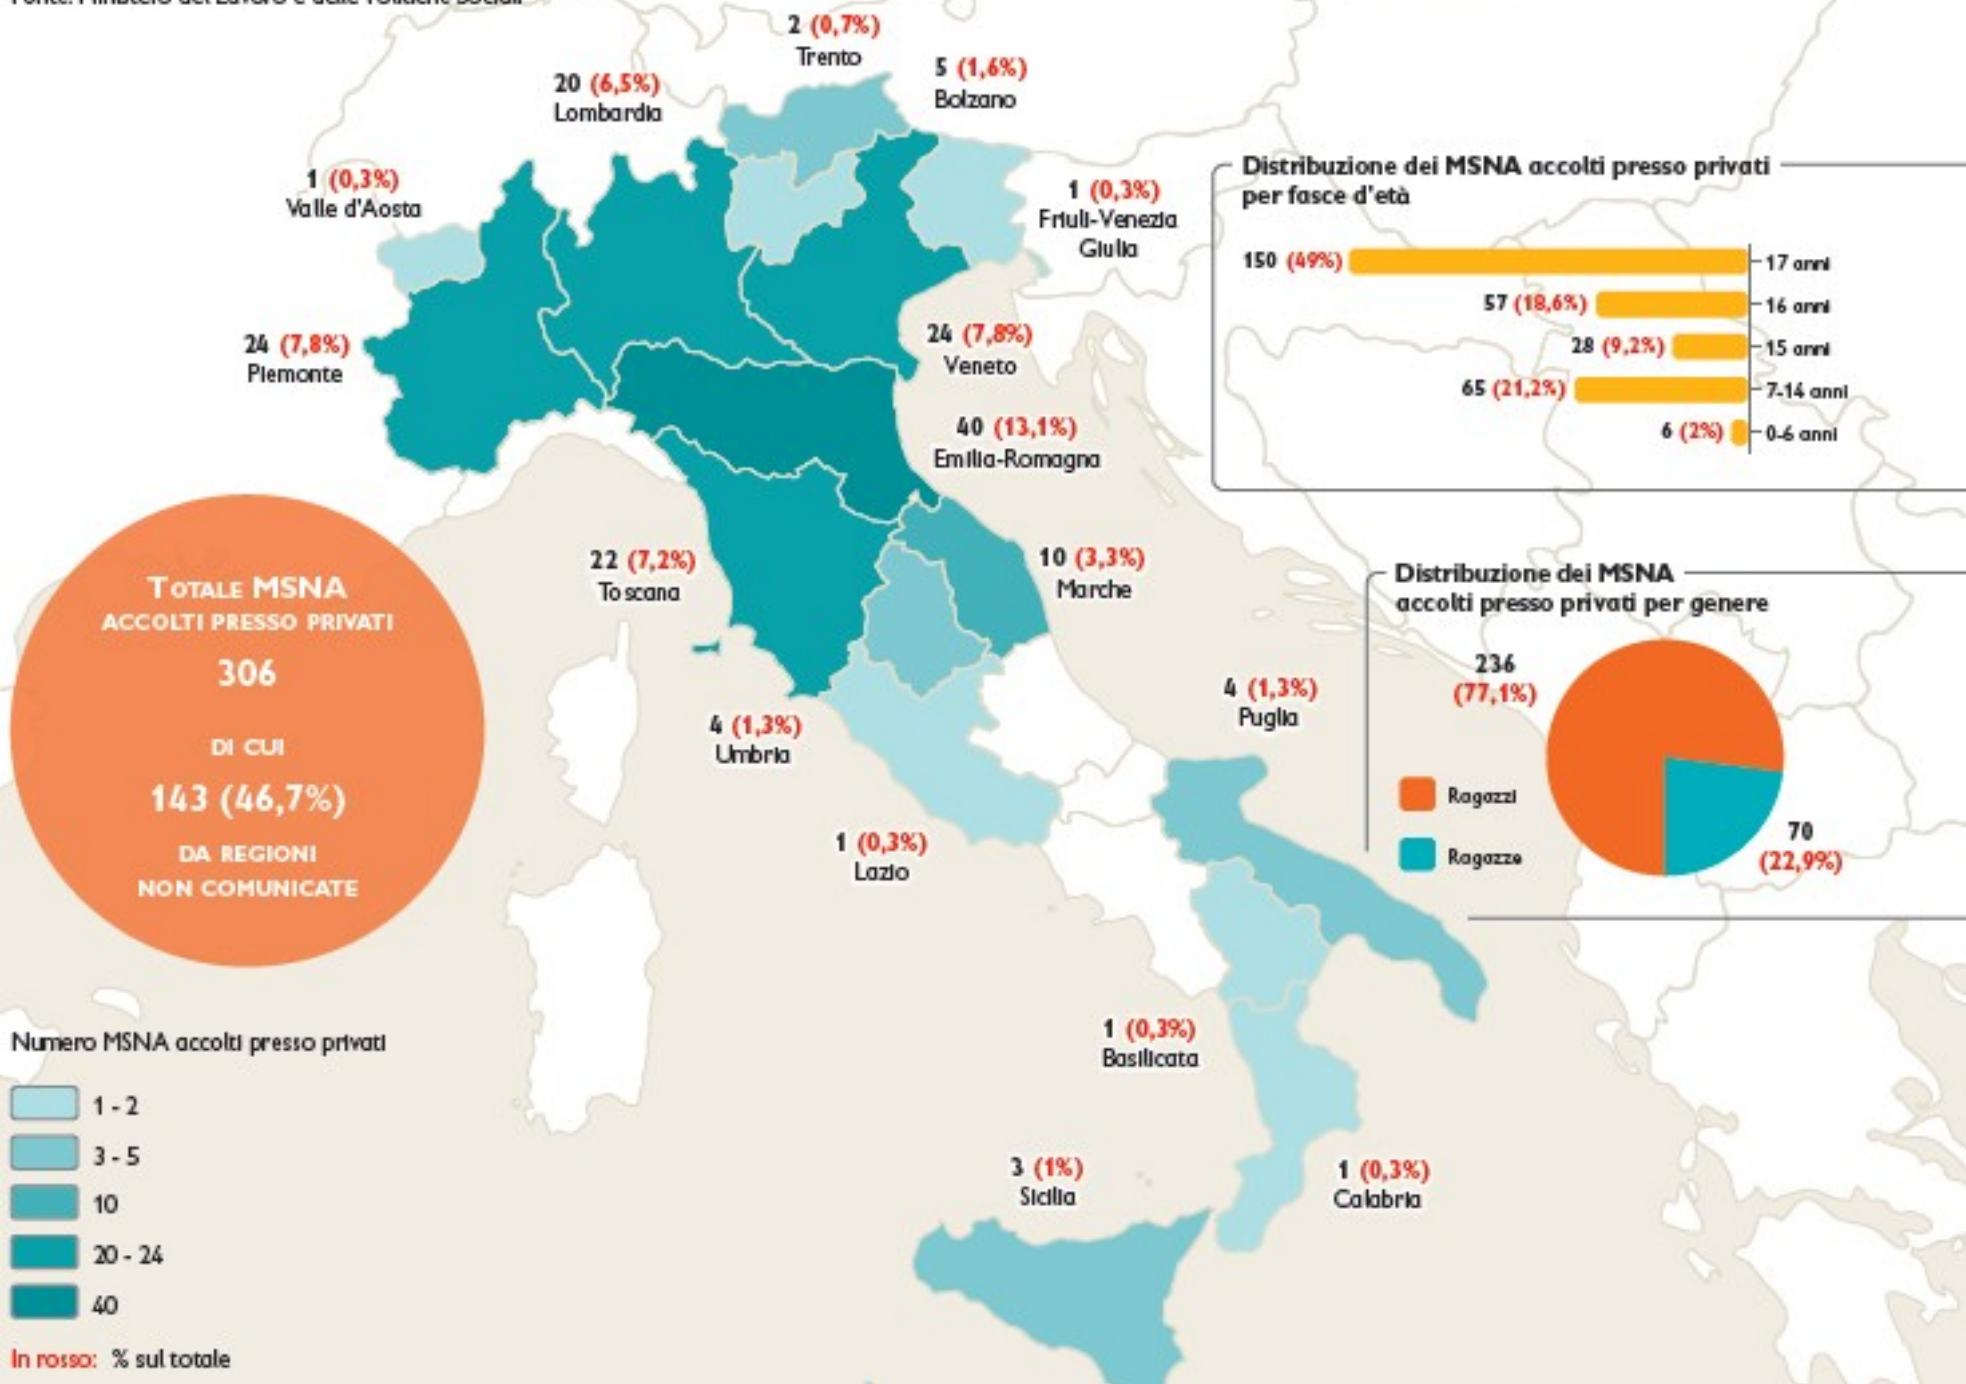 Fonte: Ministero del Lavoro e delle Politiche Sociali
2 (0,7%)
Trento
5 (1,6%)
Bolzano
20 (6,5%)
Lombardia
1 (0,3%)
Valle d'Aosta
1 (0,3%)
Friuli-Venezia
Giulia
24 (7,8%)
Piemonte
24 (7,8%)
Veneto
40 (13,1%)
Emilia-Romagna
22 (7,2%)
Toscana
10 (3,3%)
Marche
4 (1,3%)
Umbria
4 (1,3%)
Puglia
1 (0,3%)
Lazio
1 (0,3%)
Basilicata
3 (1%)
Sicilia
1 (0,3%)
Calabria
Distribuzione dei MSNA accolti presso privati
per fasce d'età
150 (49%) 17 anni
57 (18,6%) 16 anni
28 (9,2%) 15 anni
65 (21,2%) 7-14 anni
6 (2%) 0-6 anni
Distribuzione dei MSNA
accolti presso privati per genere
236
(77,1%)
Ragazzi
Ragazze
70
(22,9%)
TOTALE MSNA
ACCOLTI PRESSO PRIVATI
306
DI CUI
143 (46,7%)
DA REGIONI
NON COMUNICATE
Numero MSNA accolti presso privati
1 - 2
3 - 5
10
20 - 24
40
In rosso: % sul totale